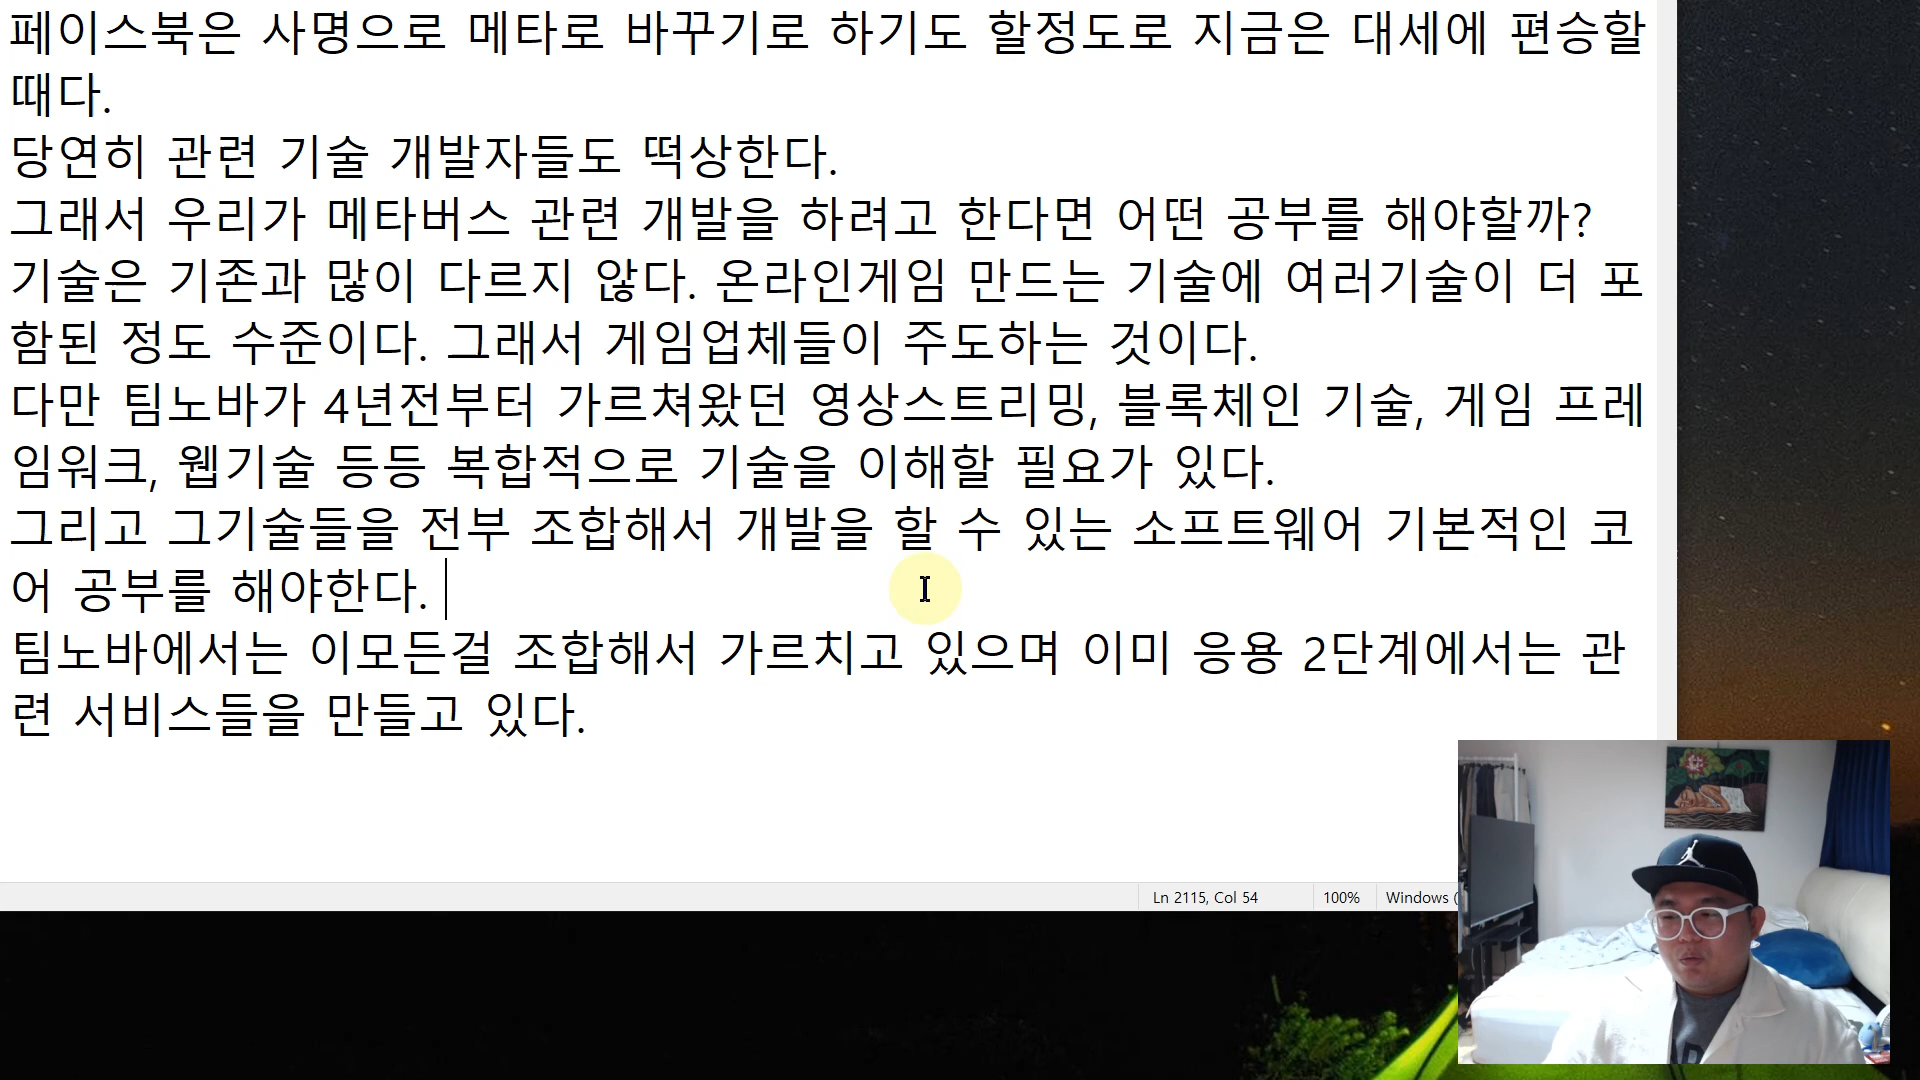 페이스북은 사명으로 메타로 바꾸기로 하기도 할정도로 지금은 대세에 편승할
때다.
당연히 관련 기술 개발자들도 떡상한다.
그래서 우리가 메타버스 관련 개발을 하려고 한다면 어떤 공부를 해야할까?
기술은 기존과 많이 다르지 않다. 온라인게임 만드는 기술에 여러기술이 더 포
함된 정도 수준이다. 그래서 게임업체들이 주도하는 것이다.
다만 팀노바가 4년전부터 가르쳐왔던 영상스트리밍, 블록체인 기술, 게임 프레
임워크, 웹기술 등등 복합적으로 기술을 이해할 필요가 있다.
그리고 그기술들을 전부 조합해서 개발을 할 수 있는 소프트웨어 기본적인 코
어 공부를 해야한다.
팀노바에서는 이모든걸 조합해서 가르치고 있으며 이미 응용 2단계에서는 관
련 서비스들을 만들고 있다.
Ln 2115, Col 54 100% Windows (